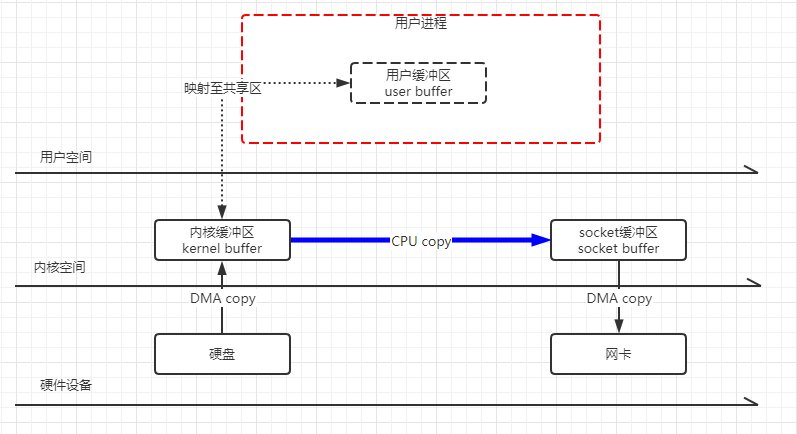 用户进程
用户缓冲区
user buffer
映射至共享区
用户空间
内核缓冲区
kernel buffer
CPU copy
socket缓冲区
socket buffer
内核空间
DMA copy
DMA copy
硬盘
网卡
硬件设备